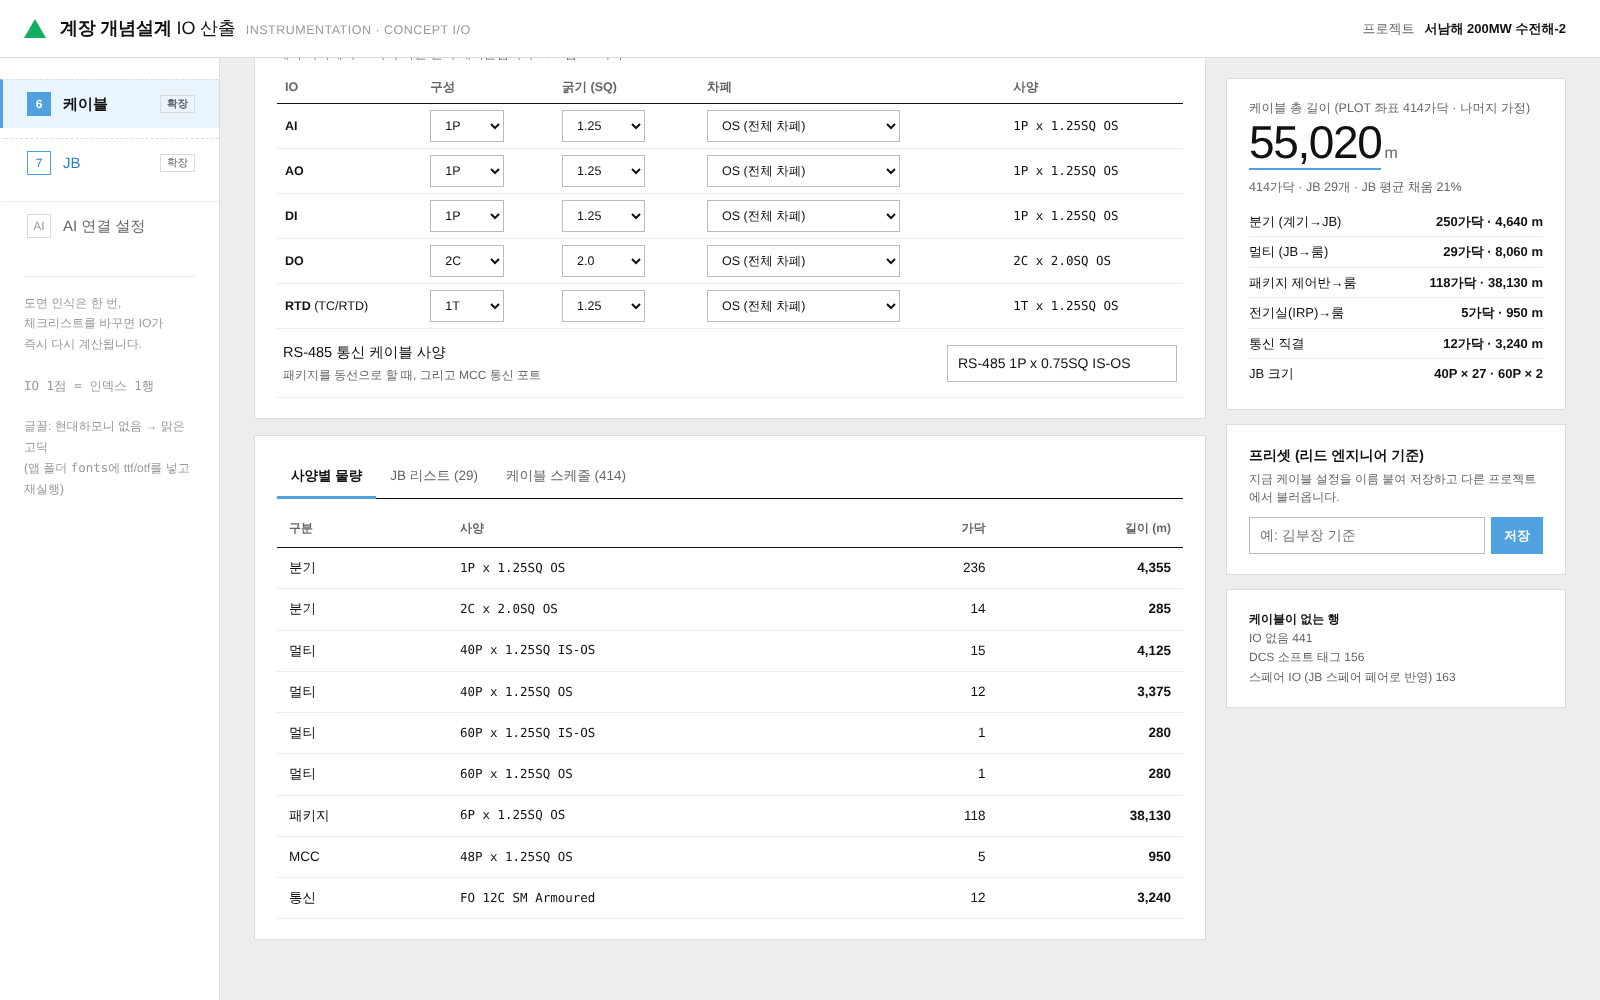 계장 개념설계 IO 산출 INSTRUMENTATION · CONCEPT I/O
프로젝트 서남해 200MW 수전해-2
6 케이블 확장
7 JB 확장
AI AI 연결 설정
도면 인식은 한 번,
체크리스트를 바꾸면 IO가
즉시 다시 계산됩니다.
IO 1점 = 인덱스 1행
글꼴: 현대하모니 없음 → 맑은
고딕
(앱 폴더 fonts에 ttf/otf를 넣고
재실행)
IO 구성 굵기 (SQ) 차폐 사양
AI 1P 1.25 OS (전체 차폐) 1P x 1.25SQ OS
AO 1P 1.25 OS (전체 차폐) 1P x 1.25SQ OS
DI 1P 1.25 OS (전체 차폐) 1P x 1.25SQ OS
DO 2C 2.0 OS (전체 차폐) 2C x 2.0SQ OS
RTD (TC/RTD) 1T 1.25 OS (전체 차폐) 1T x 1.25SQ OS
RS-485 통신 케이블 사양
패키지를 동선으로 할 때, 그리고 MCC 통신 포트
RS-485 1P x 0.75SQ IS-OS
사양별 물량 JB 리스트 (29) 케이블 스케줄 (414)
구분 사양 가닥 길이 (m)
분기 1P x 1.25SQ OS 236 4,355
분기 2C x 2.0SQ OS 14 285
멀티 40P x 1.25SQ IS-OS 15 4,125
멀티 40P x 1.25SQ OS 12 3,375
멀티 60P x 1.25SQ IS-OS 1 280
멀티 60P x 1.25SQ OS 1 280
패키지 6P x 1.25SQ OS 118 38,130
MCC 48P x 1.25SQ OS 5 950
통신 FO 12C SM Armoured 12 3,240
케이블 총 길이 (PLOT 좌표 414가닥 · 나머지 가정)
55,020 m
414가닥 · JB 29개 · JB 평균 채움 21%
분기 (계기→JB) 250가닥 · 4,640 m
멀티 (JB→룸) 29가닥 · 8,060 m
패키지 제어반→룸 118가닥 · 38,130 m
전기실(IRP)→룸 5가닥 · 950 m
통신 직결 12가닥 · 3,240 m
JB 크기 40P × 27 · 60P × 2
프리셋 (리드 엔지니어 기준)
지금 케이블 설정을 이름 붙여 저장하고 다른 프로젝트
에서 불러옵니다.
예: 김부장 기준 저장
케이블이 없는 행
IO 없음 441
DCS 소프트 태그 156
스페어 IO (JB 스페어 페어로 반영) 163